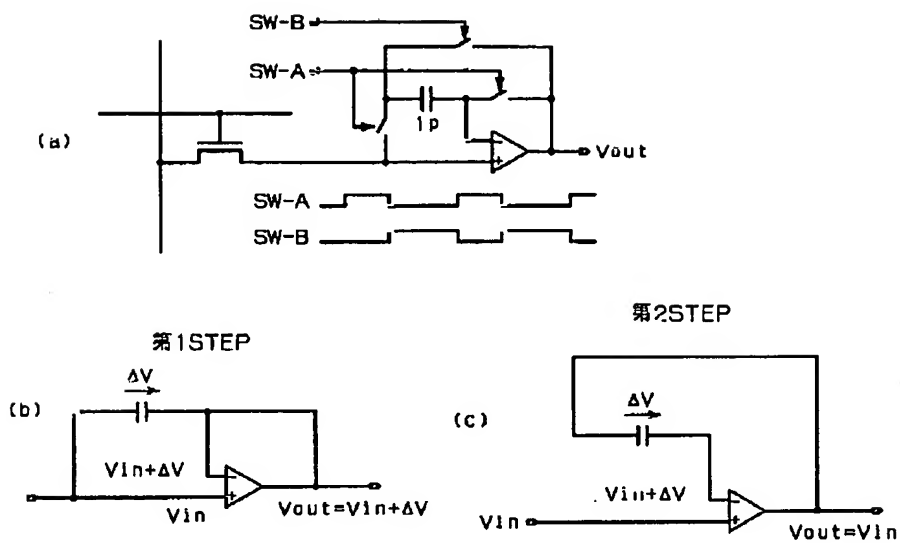 SW-B
SW-A
1p
(a)
Vout
SW-A
SW-B
第1STEP
第2STEP
ΔV
(b)
Vin+ΔV
Vin
Vout=Vin+ΔV
ΔV
(c)
Vin+ΔV
Vin
Vout=Vin